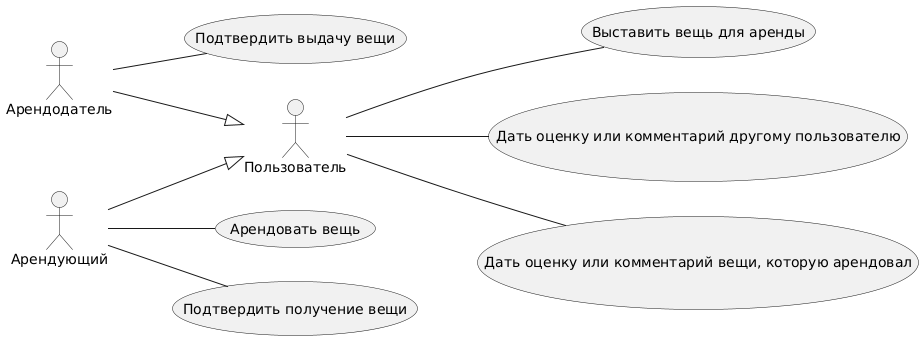 Выставить вещь для аренды
Подтвердить выдачу вещи
Арендодатель
Дать оценку или комментарий другому пользователю
Пользователь
Арендовать вещь
Арендующий
Дать оценку или комментарий вещи, которую арендовал
Подтвердить получение вещи